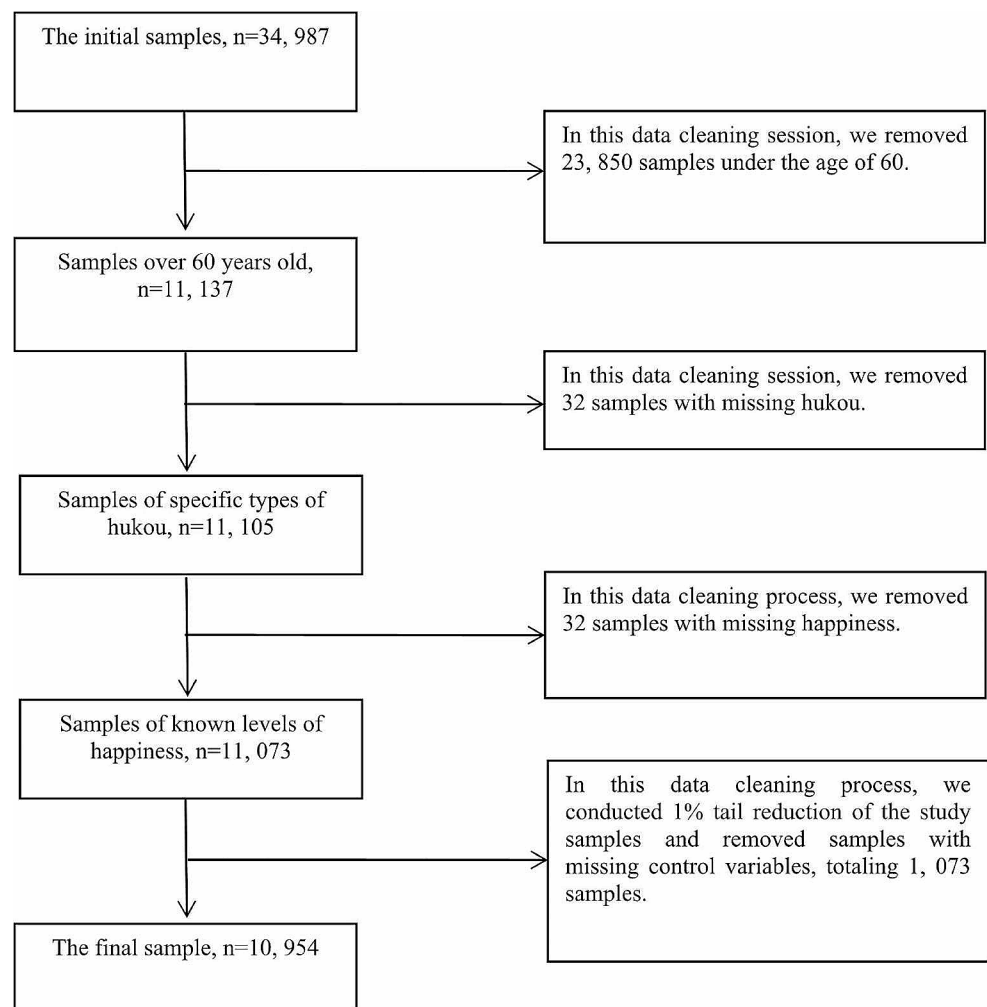 The initial samples, n=34, 987
In this data cleaning session, we removed
23, 850 samples under the age of 60.
Samples over 60 years old,
n=11, 137
In this data cleaning session, we removed
32 samples with missing hukou.
Samples of specific types of
hukou, n=11, 105
In this data cleaning process, we removed
32 samples with missing happiness.
Samples of known levels of
happiness, n=11, 073
In this data cleaning process, we
conducted 1% tail reduction of the study
samples and removed samples with
missing control variables, totaling 1, 073
samples.
The final sample, n=10, 954